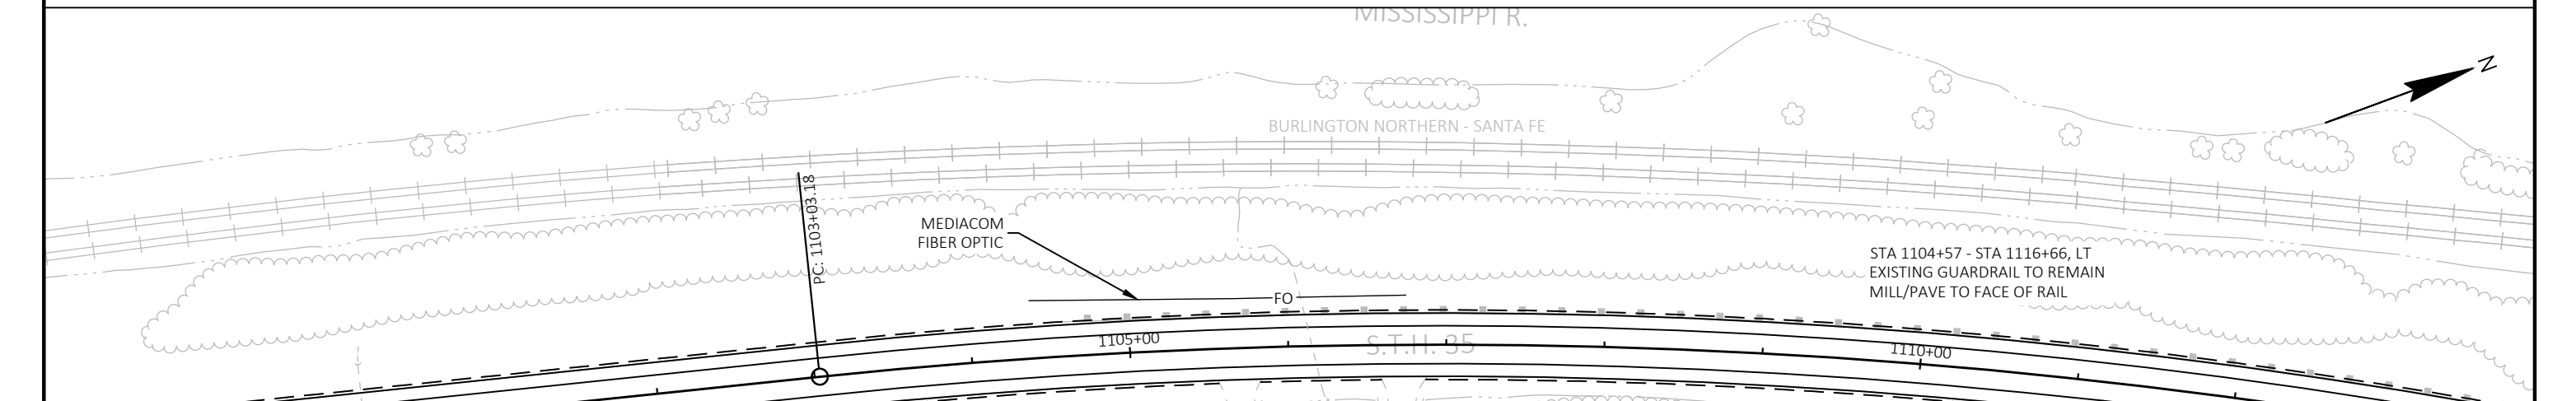 MISSISSIPPI R.
N
BURLINGTON NORTHERN - SANTA FE
PC: 1103+03.18
MEDIACOM
FIBER OPTIC
STA 1104+57 - STA 1116+66, LT
EXISTING GUARDRAIL TO REMAIN
MILL/PAVE TO FACE OF RAIL
FO
1105+00
S.T.H. 35
1110+00